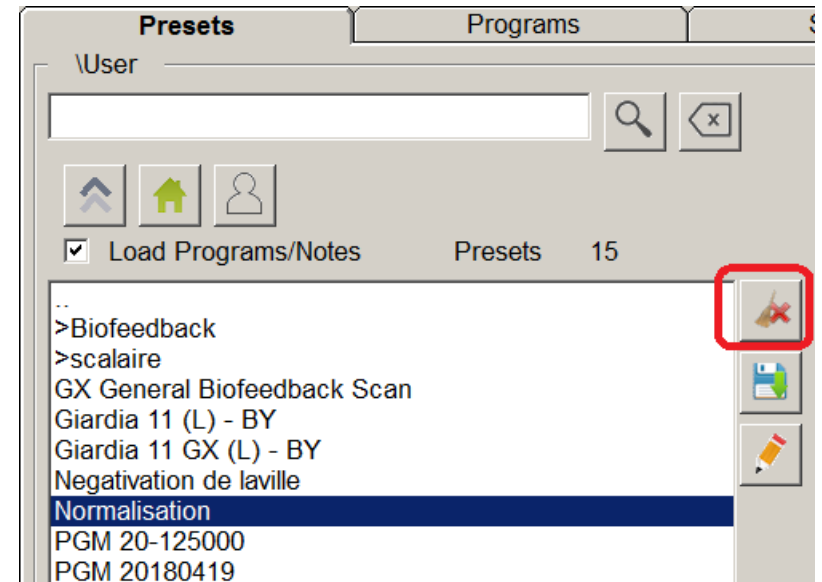 Presets Programs S
\User
Load Programs/Notes Presets 15
..
>Biofeedback
>scalaire
GX General Biofeedback Scan
Giardia 11 (L) - BY
Giardia 11 GX (L) - BY
Negativation de laville
Normalisation
PGM 20-125000
PGM 20180419